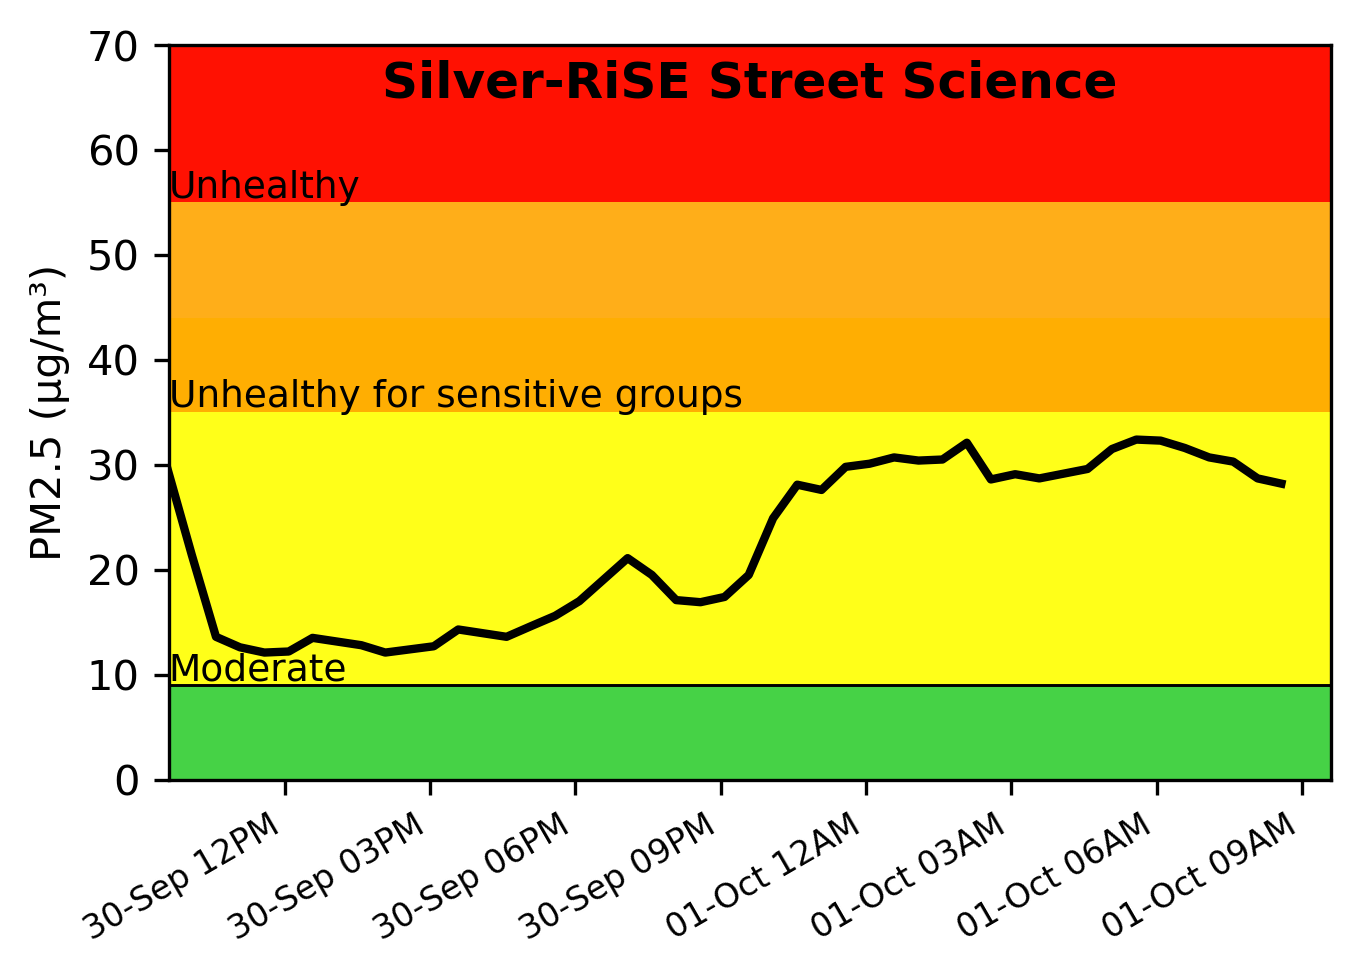 Silver-RiSE Street Science
70
60
50
40
30
20
10
0
PM2.5 (µg/m³)
Unhealthy
Unhealthy for sensitive groups
Moderate
30-Sep 12PM
30-Sep 03PM
30-Sep 06PM
30-Sep 09PM
01-Oct 12AM
01-Oct 03AM
01-Oct 06AM
01-Oct 09AM